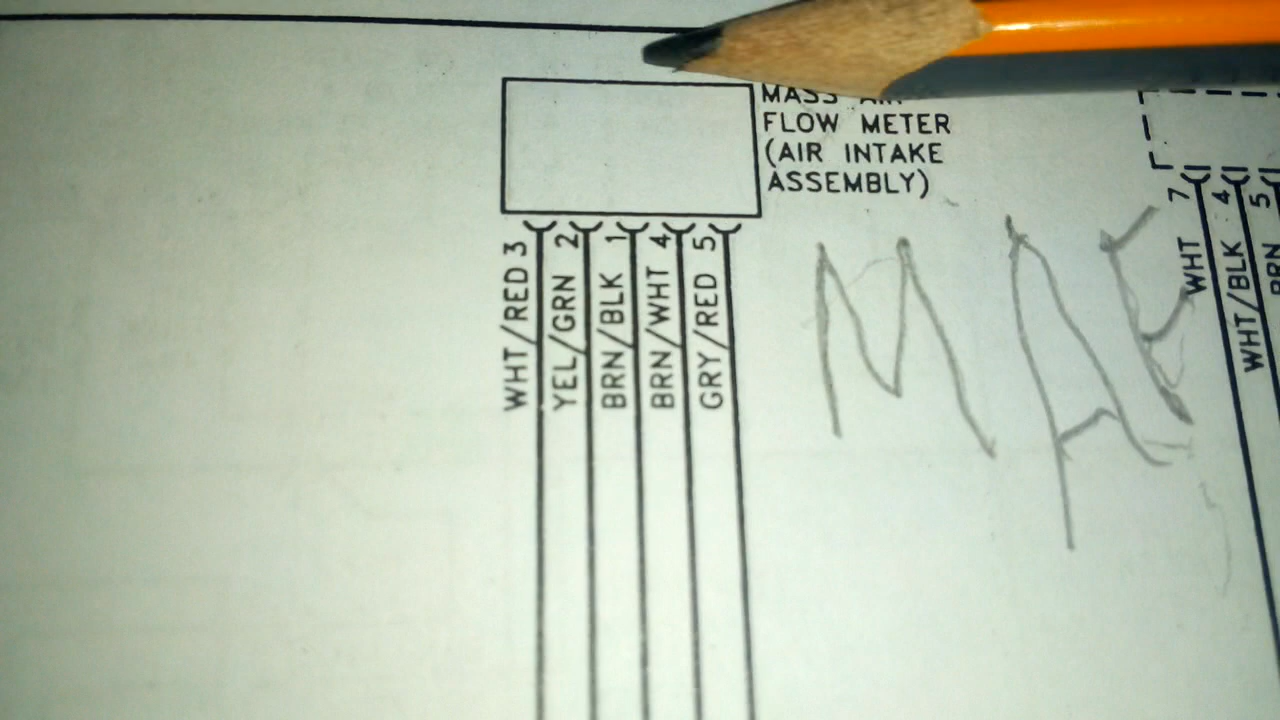 MASS AIR
FLOW METER
(AIR INTAKE
ASSEMBLY)
WHT/RED 3
YEL/GRN 2
BRN/BLK 1
BRN/WHT 4
GRY/RED 5
MAF
WHT 7
WHT/BLK 4
BRN 5